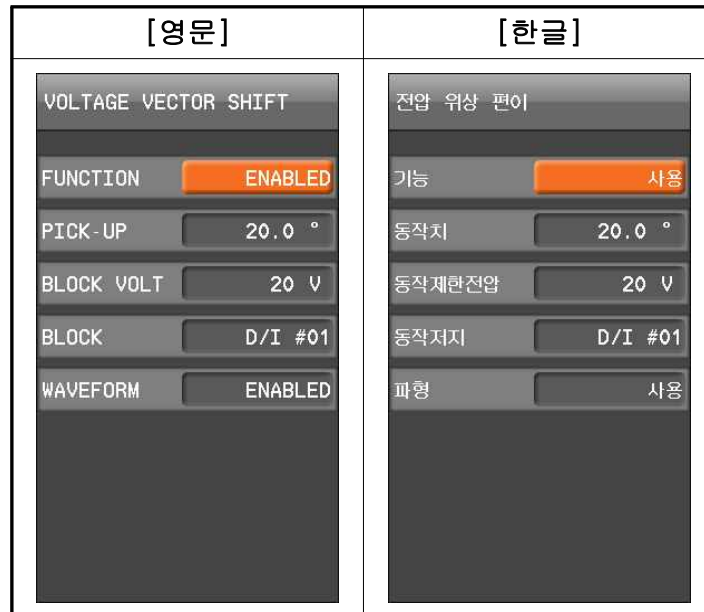 [영문]
[한글]
VOLTAGE VECTOR SHIFT
FUNCTION ENABLED
PICK-UP 20.0 °
BLOCK VOLT 20 V
BLOCK D/I #01
WAVEFORM ENABLED
전압 위상 편이
기능 사용
동작치 20.0 °
동작제한전압 20 V
동작저지 D/I #01
파형 사용